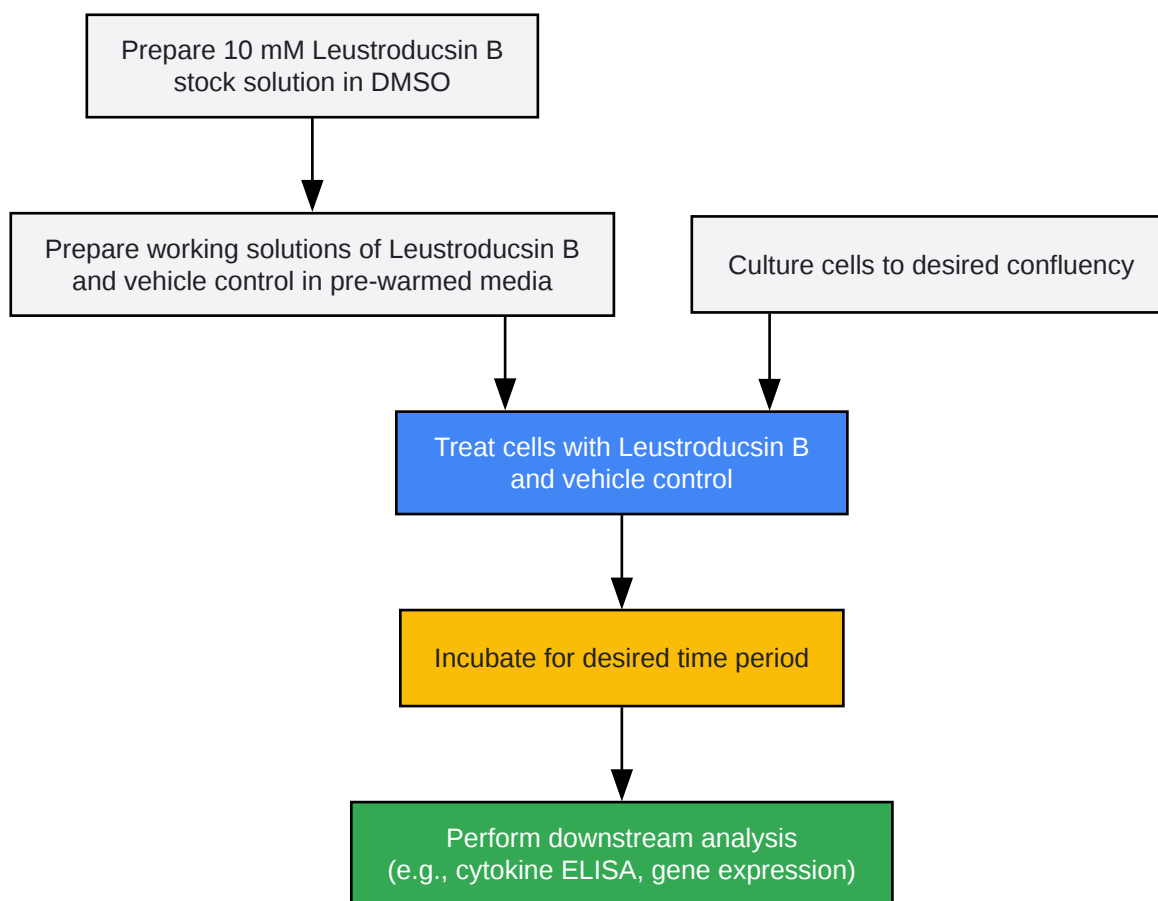 Prepare 10 mM Leustroducsin B
stock solution in DMSO
Prepare working solutions of Leustroducsin B
and vehicle control in pre-warmed media
Culture cells to desired confluency
Treat cells with Leustroducsin B
and vehicle control
Incubate for desired time period
Perform downstream analysis
(e.g., cytokine ELISA, gene expression)